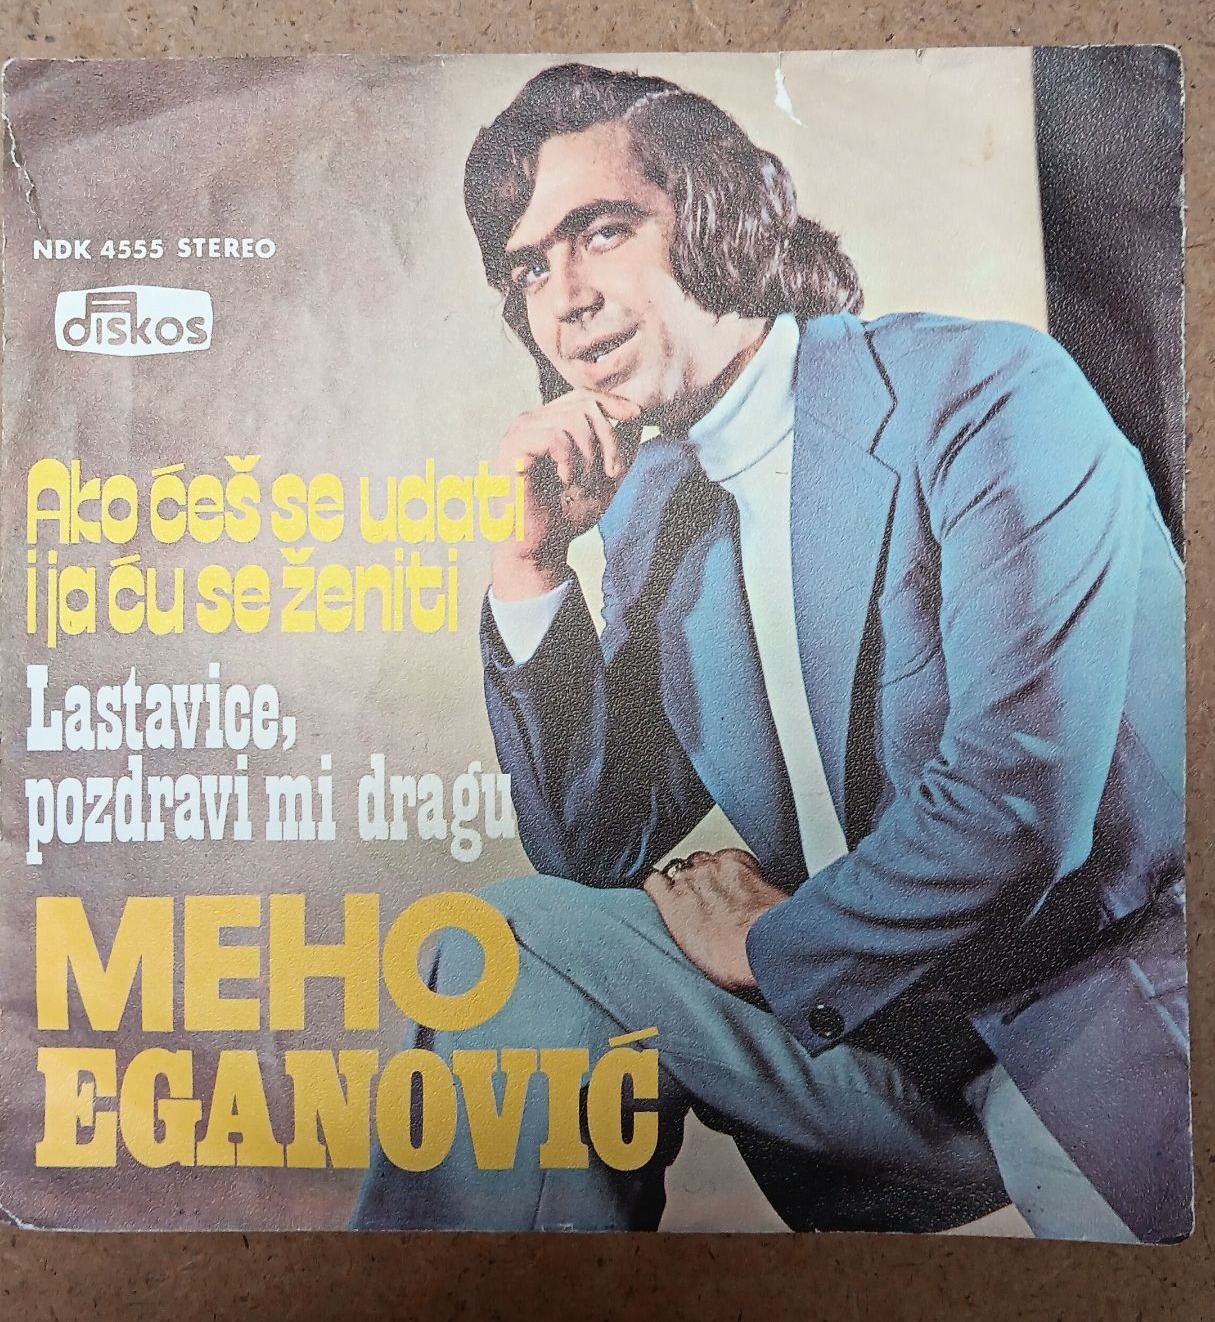 NDK 4555 STEREO
diskos
Ako ćeš se udati
i ja ću se ženiti
Lastavice,
pozdravi mi dragu
MEHO
EGANOVIĆ